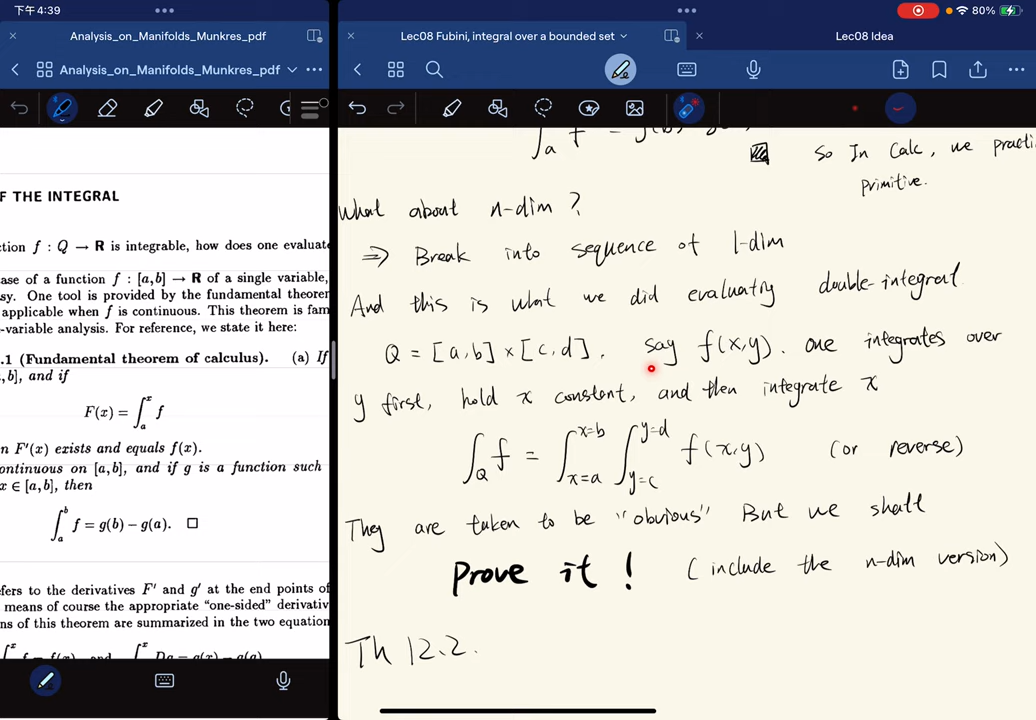 下午4:39
80%
Analysis_on_Manifolds_Munkres_pdf
Lec08 Fubini, integral over a bounded set
Lec08 Idea
Analysis_on_Manifolds_Munkres_pdf
F THE INTEGRAL
ction f : Q → R is integrable, how does one evaluate
ase of a function f : [a, b] → R of a single variable,
sy. One tool is provided by the fundamental theorem
applicable when f is continuous. This theorem is fam
-variable analysis. For reference, we state it here:
.1 (Fundamental theorem of calculus). (a) If
, b], and if
F(x) = ∫_a^x f
n F′(x) exists and equals f(x).
ontinuous on [a, b], and if g is a function such
x ∈ [a, b], then
∫_a^b f = g(b) − g(a). □
efers to the derivatives F′ and g′ at the end points of
means of course the appropriate "one-sided" derivativ
ns of this theorem are summarized in the two equation
So In Calc, we practi
primitive.
What about n-dim ?
⇒ Break into sequence of 1-dim
And this is what we did evaluating double-integral
Q = [a,b] × [c,d]. say f(x,y). one integrates over
y first, hold x constant, and then integrate x
∫_Q f = ∫_{x=a}^{x=b} ∫_{y=c}^{y=d} f(x,y) (or reverse)
They are taken to be "obvious" But we shall
Prove it ! (include the n-dim version)
Th 12.2.